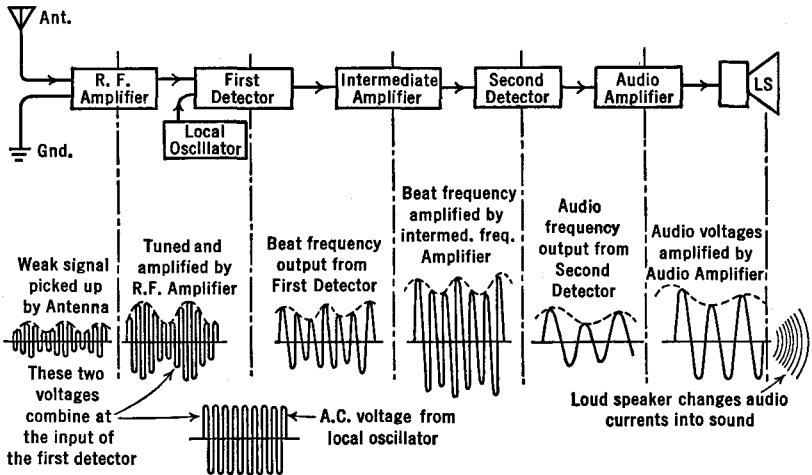 Ant.
R. F.
Amplifier
First
Detector
Intermediate
Amplifier
Second
Detector
Audio
Amplifier
LS
Local
Oscillator
Gnd.
Weak signal
picked up
by Antenna
Tuned and
amplified by
R.F. Amplifier
Beat frequency
output from
First Detector
Beat frequency
amplified by
intermed. freq.
Amplifier
Audio
frequency
output from
Second
Detector
Audio voltages
amplified by
Audio Amplifier
These two
voltages
combine at
the input of
the first detector
A.C. voltage from
local oscillator
Loud speaker changes audio
currents into sound